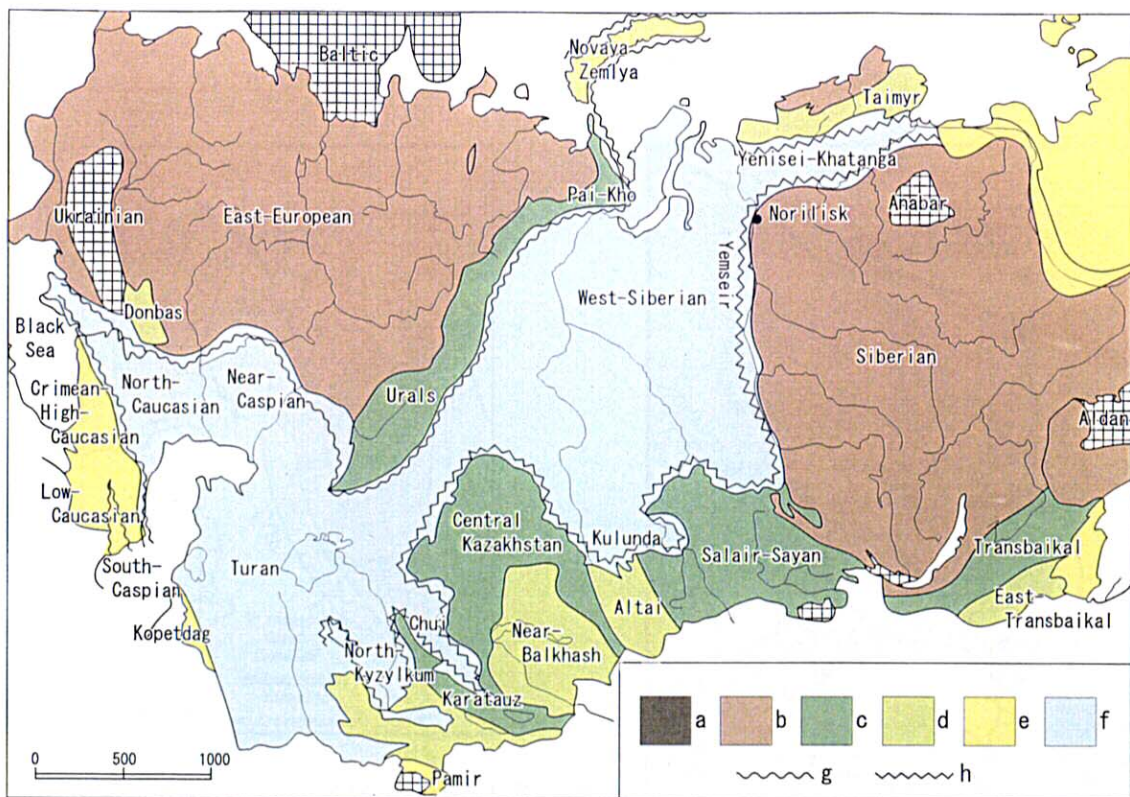 Baltic
Novaya
Zemlya
Taimyr
Yenisei-Khatanga
Pai-Kho
Norilisk
Anabar
Ukrainian
East-European
Yemseir
West-Siberian
Donbas
Black
Sea
Siberian
Crimean-
High-
Caucasian
North-
Caucasian
Near-
Caspian
Urals
Aldan
Low-
Caucasian
Central
Kazakhstan
Kulunda
Salair-Sayan
Transbaikal
South-
Caspian
Turan
Altai
East-
Transbaikal
Kopetdag
Chui
Near-
Balkhash
North-
Kyzylkum
Karatauz
Pamir
0 500 1000
a b c d e f
g h